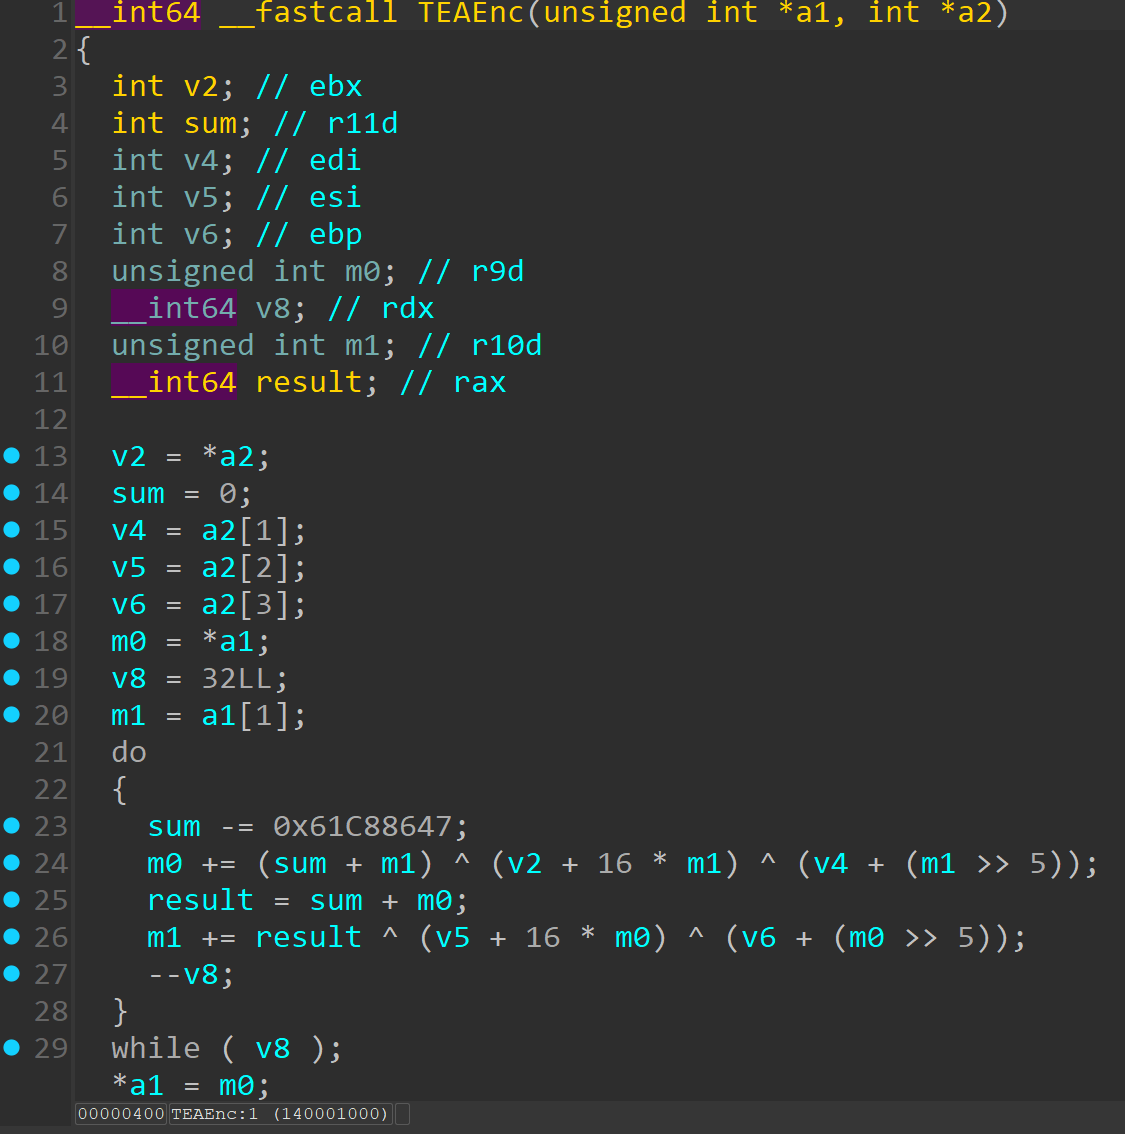 1 __int64 __fastcall TEAEnc(unsigned int *a1, int *a2)
2 {
3 int v2; // ebx
4 int sum; // r11d
5 int v4; // edi
6 int v5; // esi
7 int v6; // ebp
8 unsigned int m0; // r9d
9 __int64 v8; // rdx
10 unsigned int m1; // r10d
11 __int64 result; // rax
12
13 v2 = *a2;
14 sum = 0;
15 v4 = a2[1];
16 v5 = a2[2];
17 v6 = a2[3];
18 m0 = *a1;
19 v8 = 32LL;
20 m1 = a1[1];
21 do
22 {
23 sum -= 0x61C88647;
24 m0 += (sum + m1) ^ (v2 + 16 * m1) ^ (v4 + (m1 >> 5));
25 result = sum + m0;
26 m1 += result ^ (v5 + 16 * m0) ^ (v6 + (m0 >> 5));
27 --v8;
28 }
29 while ( v8 );
*a1 = m0;
00000400 TEAEnc:1 (140001000)